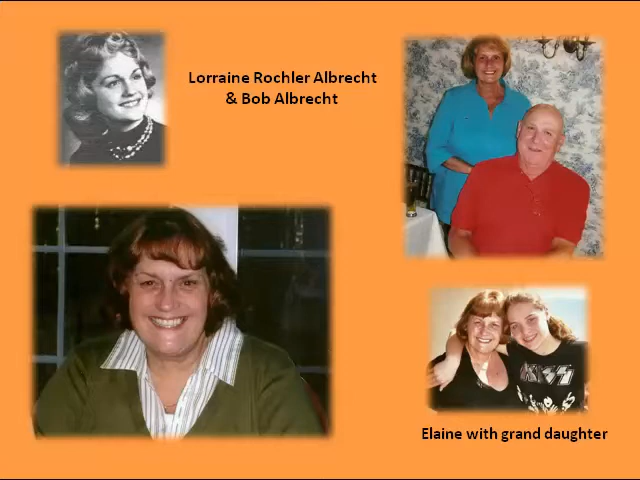 Lorraine Rochler Albrecht
& Bob Albrecht
KISS
Elaine with grand daughter